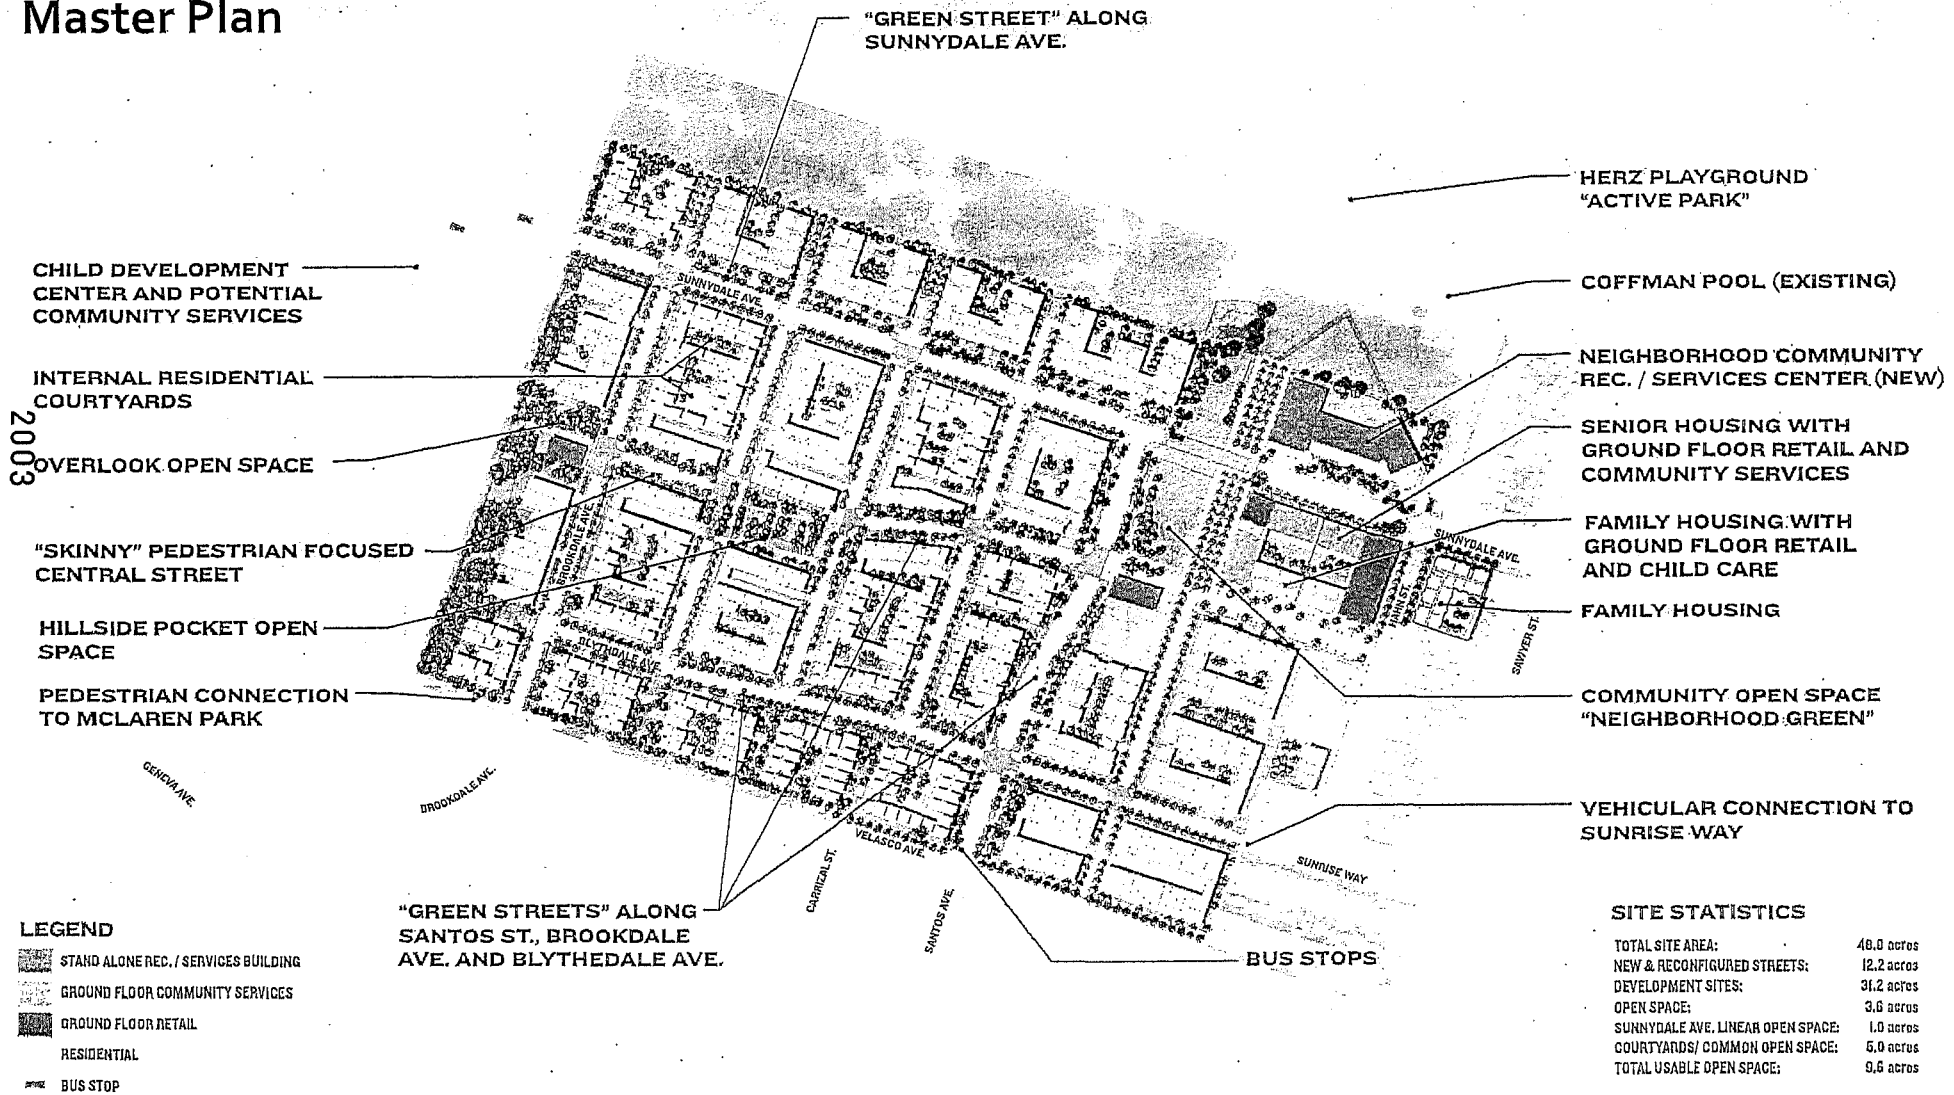 Master Plan
"GREEN STREET" ALONG
SUNNYDALE AVE.
HERZ PLAYGROUND
"ACTIVE PARK"
COFFMAN POOL (EXISTING)
NEIGHBORHOOD COMMUNITY
REC. / SERVICES CENTER (NEW)
SENIOR HOUSING WITH
GROUND FLOOR RETAIL AND
COMMUNITY SERVICES
FAMILY HOUSING WITH
GROUND FLOOR RETAIL
AND CHILD CARE
FAMILY HOUSING
COMMUNITY OPEN SPACE
"NEIGHBORHOOD GREEN"
VEHICULAR CONNECTION TO
SUNRISE WAY
CHILD DEVELOPMENT
CENTER AND POTENTIAL
COMMUNITY SERVICES
INTERNAL RESIDENTIAL
COURTYARDS
2003
OVERLOOK OPEN SPACE
"SKINNY" PEDESTRIAN FOCUSED
CENTRAL STREET
HILLSIDE POCKET OPEN
SPACE
PEDESTRIAN CONNECTION
TO MCLAREN PARK
SUNNYDALE AVE.
BROOKDALE AVE.
BLYTHDALE AVE.
SUNNYDALE AVE.
HAHN ST.
SAWYER ST.
GENEVA AVE.
BROOKDALE AVE.
VELASCO AVE.
CARRIZAL ST.
SANTOS AVE.
SUNRISE WAY
"GREEN STREETS" ALONG
SANTOS ST., BROOKDALE
AVE. AND BLYTHEDALE AVE.
BUS STOPS
LEGEND
STAND ALONE REC. / SERVICES BUILDING
GROUND FLOOR COMMUNITY SERVICES
GROUND FLOOR RETAIL
RESIDENTIAL
BUS STOP
SITE STATISTICS
TOTAL SITE AREA: 48.8 acres
NEW & RECONFIGURED STREETS: 12.2 acres
DEVELOPMENT SITES: 31.2 acres
OPEN SPACE: 3.6 acres
SUNNYDALE AVE. LINEAR OPEN SPACE: 1.0 acres
COURTYARDS/ COMMON OPEN SPACE: 5.0 acres
TOTAL USABLE OPEN SPACE: 9.6 acres